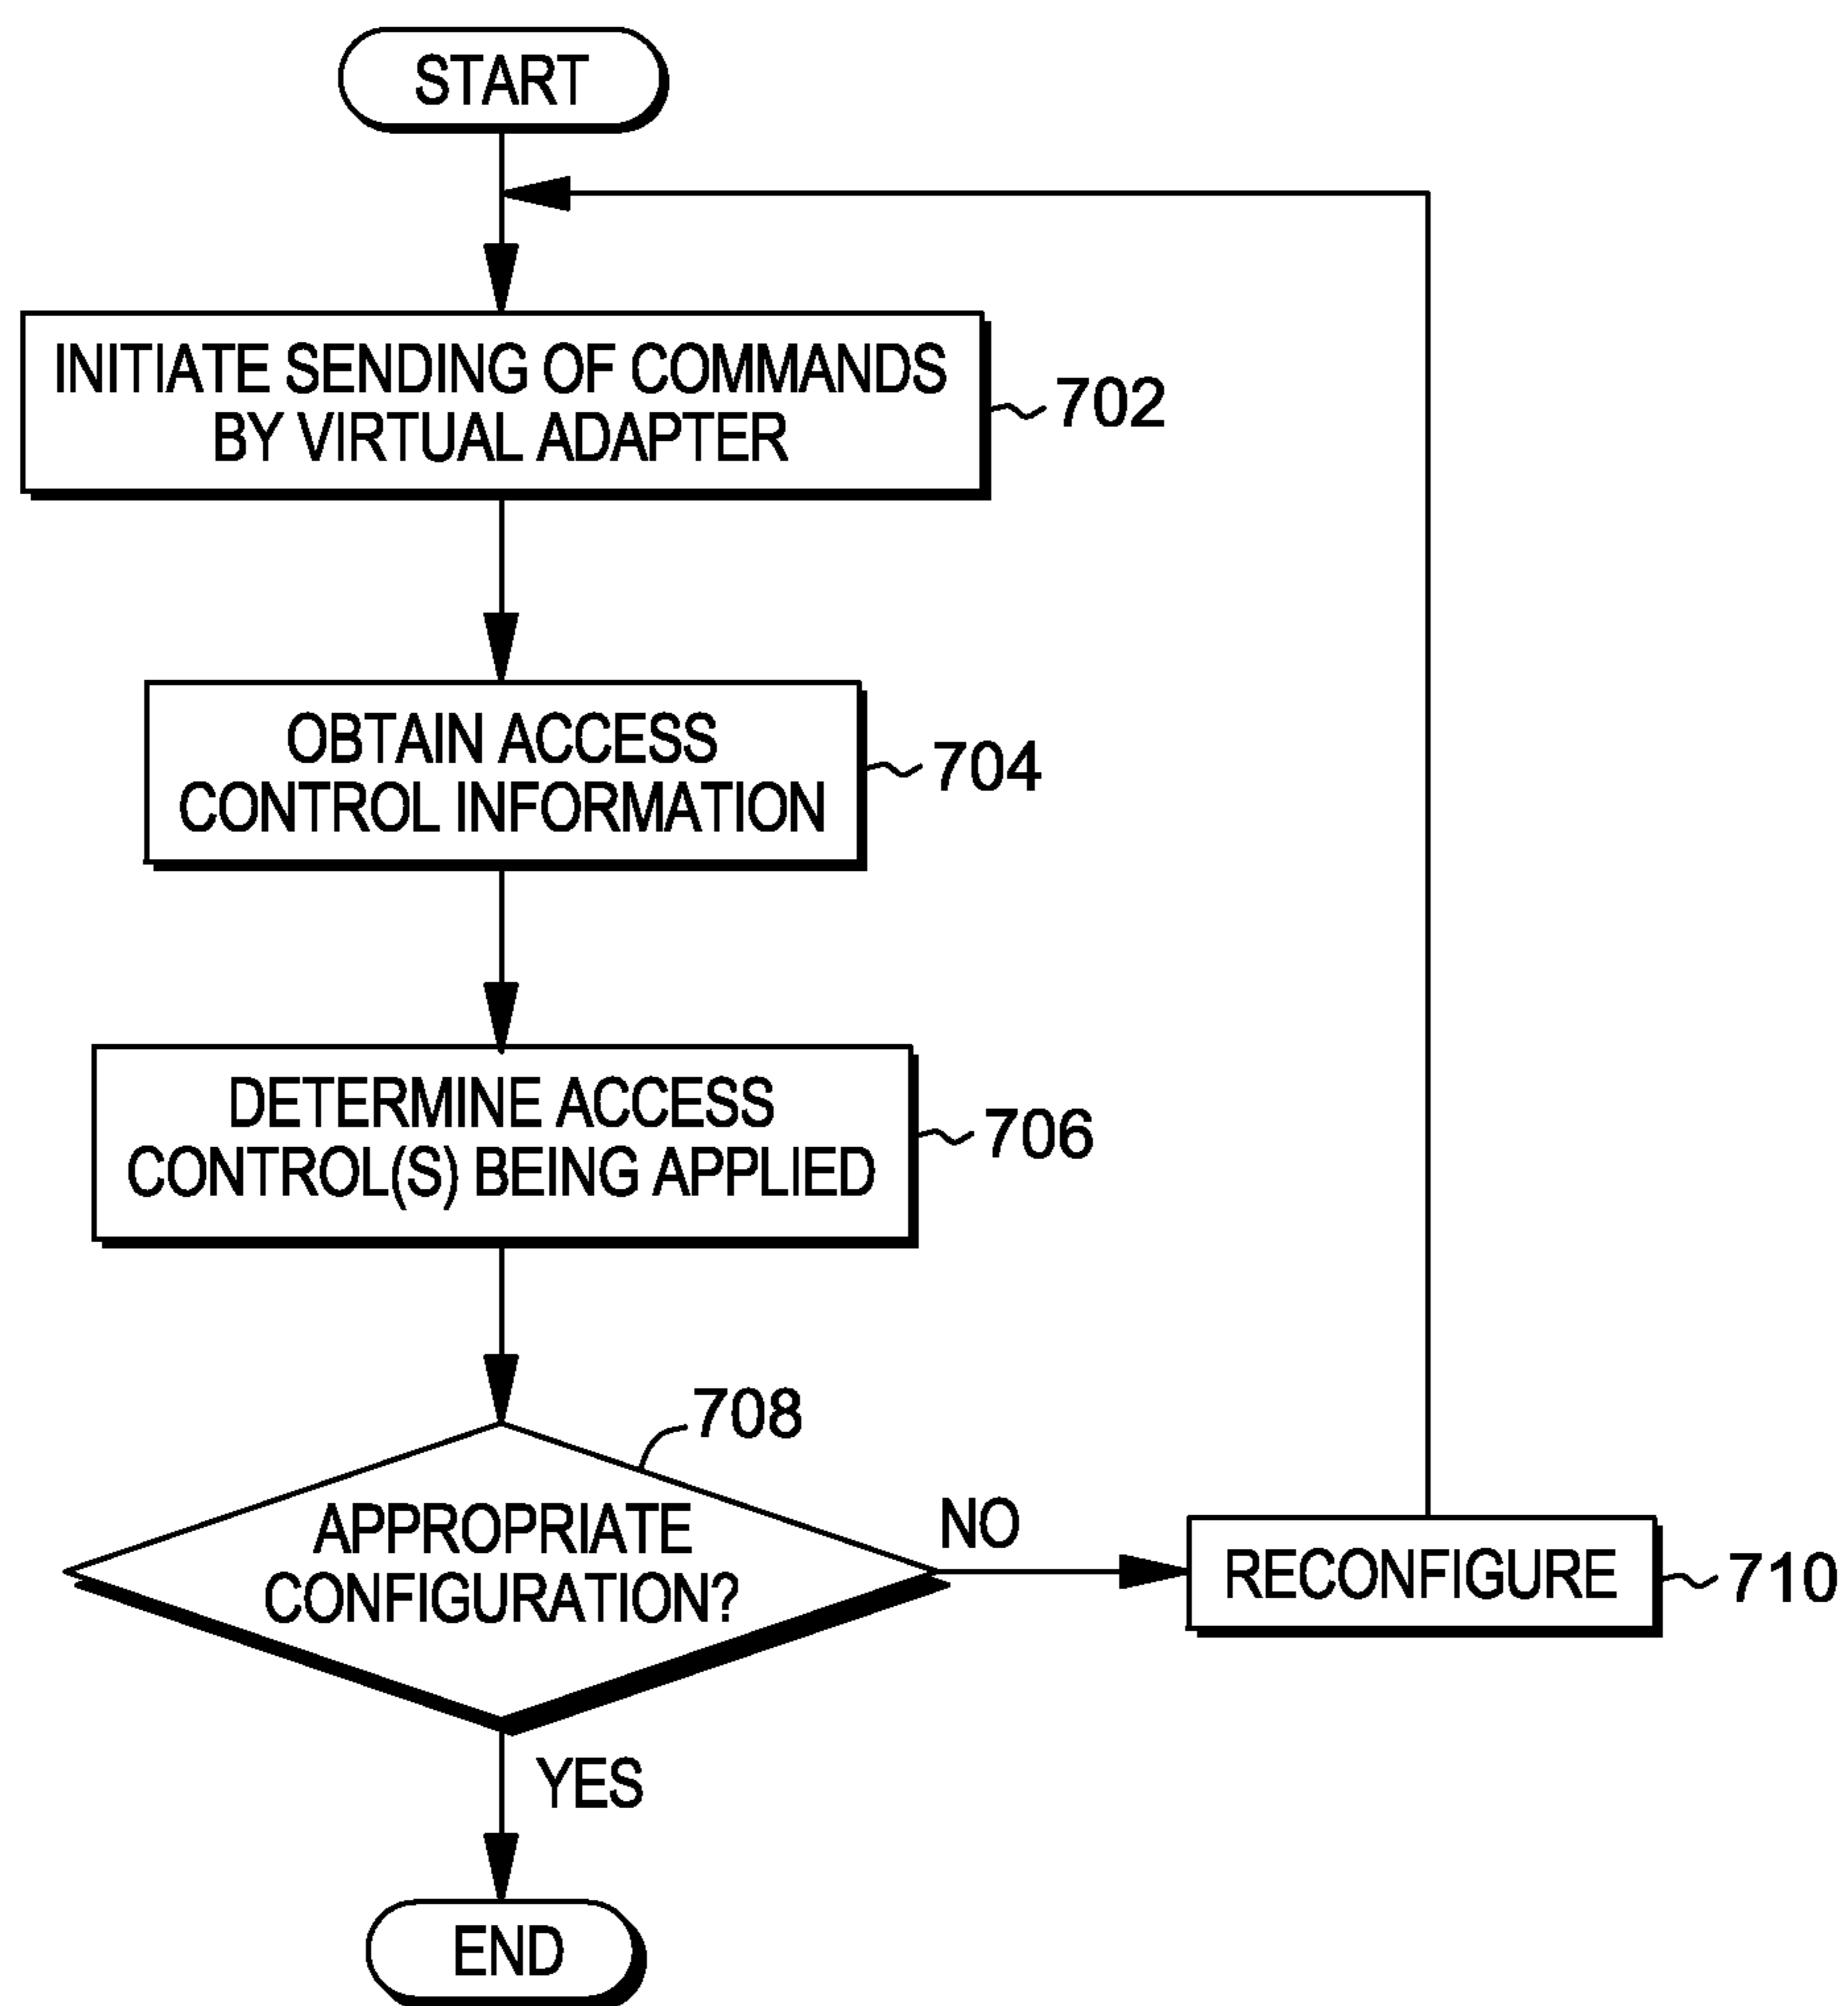 START
INITIATE SENDING OF COMMANDS
BY VIRTUAL ADAPTER
702
OBTAIN ACCESS
CONTROL INFORMATION
704
DETERMINE ACCESS
CONTROL(S) BEING APPLIED
706
708
APPROPRIATE
CONFIGURATION?
NO
RECONFIGURE
710
YES
END